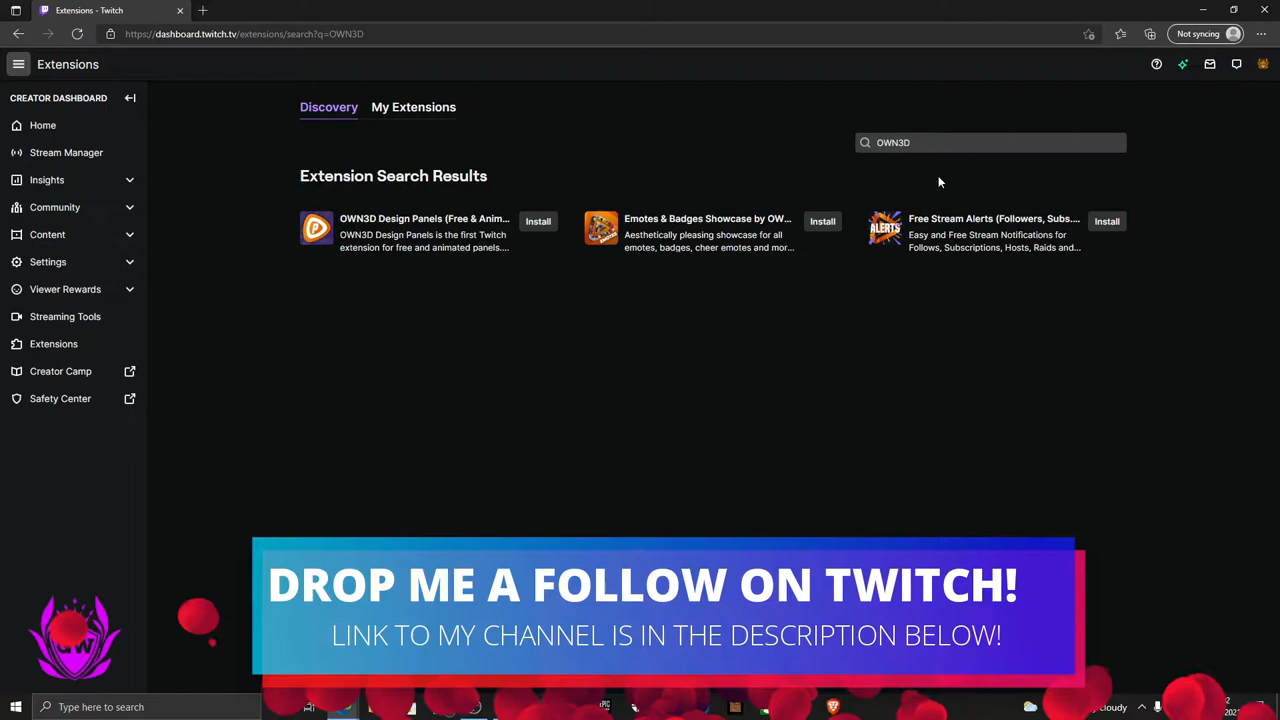 Extensions - Twitch
https://dashboard.twitch.tv/extensions/search?q=OWN3D
Not syncing
Extensions
CREATOR DASHBOARD
Home
Stream Manager
Insights
Community
Content
Settings
Viewer Rewards
Streaming Tools
Extensions
Creator Camp
Safety Center
Discovery
My Extensions
OWN3D
Extension Search Results
OWN3D Design Panels (Free & Anim...
Install
OWN3D Design Panels is the first Twitch
extension for free and animated panels....
Emotes & Badges Showcase by OW...
Install
Aesthetically pleasing showcase for all
emotes, badges, cheer emotes and mor...
ALERTS
Free Stream Alerts (Followers, Subs....
Install
Easy and Free Stream Notifications for
Follows, Subscriptions, Hosts, Raids and...
DROP ME A FOLLOW ON TWITCH!
LINK TO MY CHANNEL IS IN THE DESCRIPTION BELOW!
Type here to search
EPIC